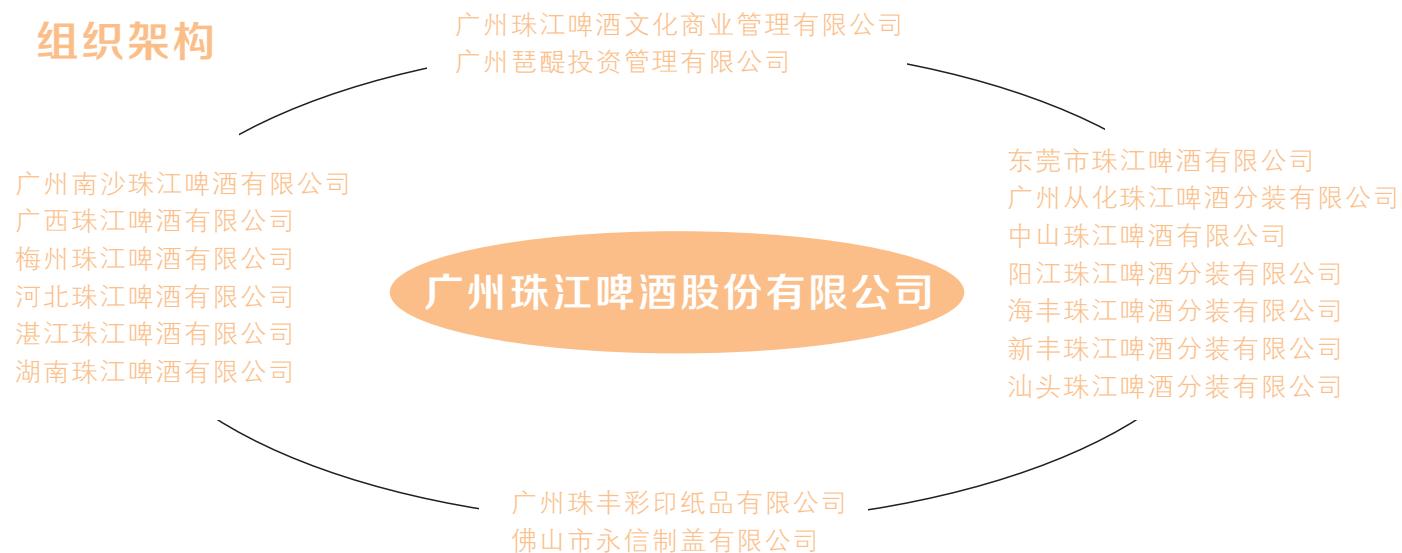 组织架构
广州珠江啤酒文化商业管理有限公司
广州琶醍投资管理有限公司
广州南沙珠江啤酒有限公司
广西珠江啤酒有限公司
梅州珠江啤酒有限公司
河北珠江啤酒有限公司
湛江珠江啤酒有限公司
湖南珠江啤酒有限公司
广州珠江啤酒股份有限公司
东莞市珠江啤酒有限公司
广州从化珠江啤酒分装有限公司
中山珠江啤酒有限公司
阳江珠江啤酒分装有限公司
海丰珠江啤酒分装有限公司
新丰珠江啤酒分装有限公司
汕头珠江啤酒分装有限公司
广州珠丰彩印纸品有限公司
佛山市永信制盖有限公司